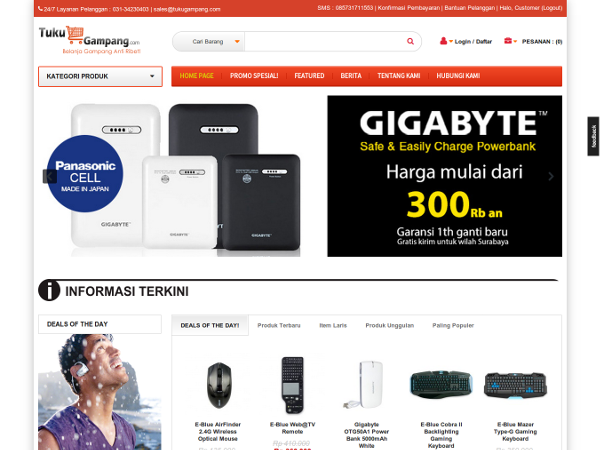 24/7 Layanan Pelanggan : 031-34230403 | sales@tukugampang.com
SMS : 085731711553 | Konfirmasi Pembayaran | Bantuan Pelanggan | Halo, Customer (Logout)
Tuku
Gampang.com
Belanja Gampang Anti Ribet!
Cari Barang
Login / Daftar
PESANAN : (0)
KATEGORI PRODUK
HOME PAGE
PROMO SPESIAL!
FEATURED
BERITA
TENTANG KAMI
HUBUNGI KAMI
feedback
Panasonic
CELL
MADE IN JAPAN
GIGABYTE
GIGABYTE
GIGABYTE
GIGABYTE™
Safe & Easily Charge Powerbank
Harga mulai dari
300 Rb an
Garansi 1th ganti baru
Gratis kirim untuk wilah Surabaya
INFORMASI TERKINI
DEALS OF THE DAY
DEALS OF THE DAY!
Produk Terbaru
Item Laris
Produk Unggulan
Paling Populer
E-Blue AirFinder
2.4G Wireless
Optical Mouse
E-Blue Web@TV
Remote
Rp 410.000
Gigabyte
OTG50A1 Power
Bank 5000mAh
White
E-Blue Cobra II
Backlighting
Gaming
Keyboard
E-Blue Mazer
Type-G Gaming
Keyboard